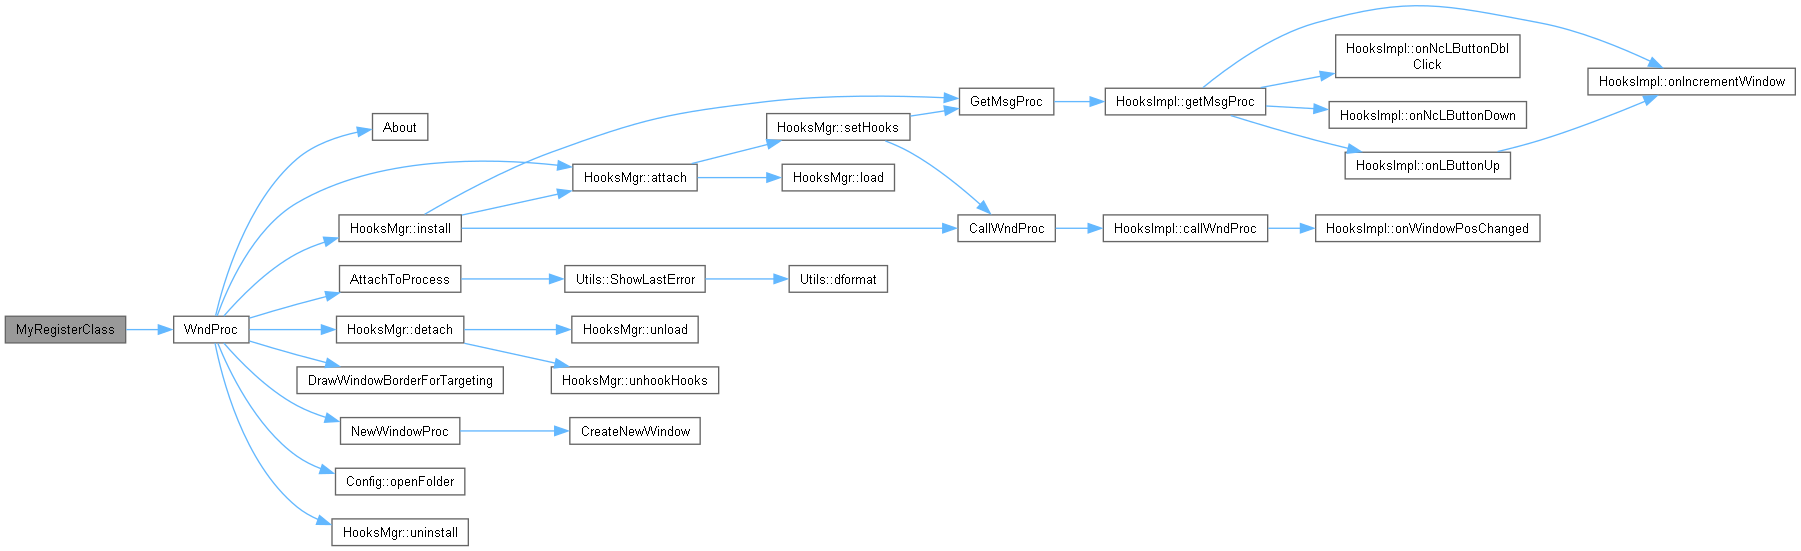 HooksImpl::onNcLButtonDbl
Click
HooksImpl::onIncrementWindow
GetMsgProc
HooksImpl::getMsgProc
HooksImpl::onNcLButtonDown
About
HooksMgr::setHooks
HooksImpl::onLButtonUp
HooksMgr::attach
HooksMgr::load
HooksMgr::install
CallWndProc
HooksImpl::callWndProc
HooksImpl::onWindowPosChanged
AttachToProcess
Utils::ShowLastError
Utils::dformat
MyRegisterClass
WndProc
HooksMgr::detach
HooksMgr::unload
DrawWindowBorderForTargeting
HooksMgr::unhookHooks
NewWindowProc
CreateNewWindow
Config::openFolder
HooksMgr::uninstall